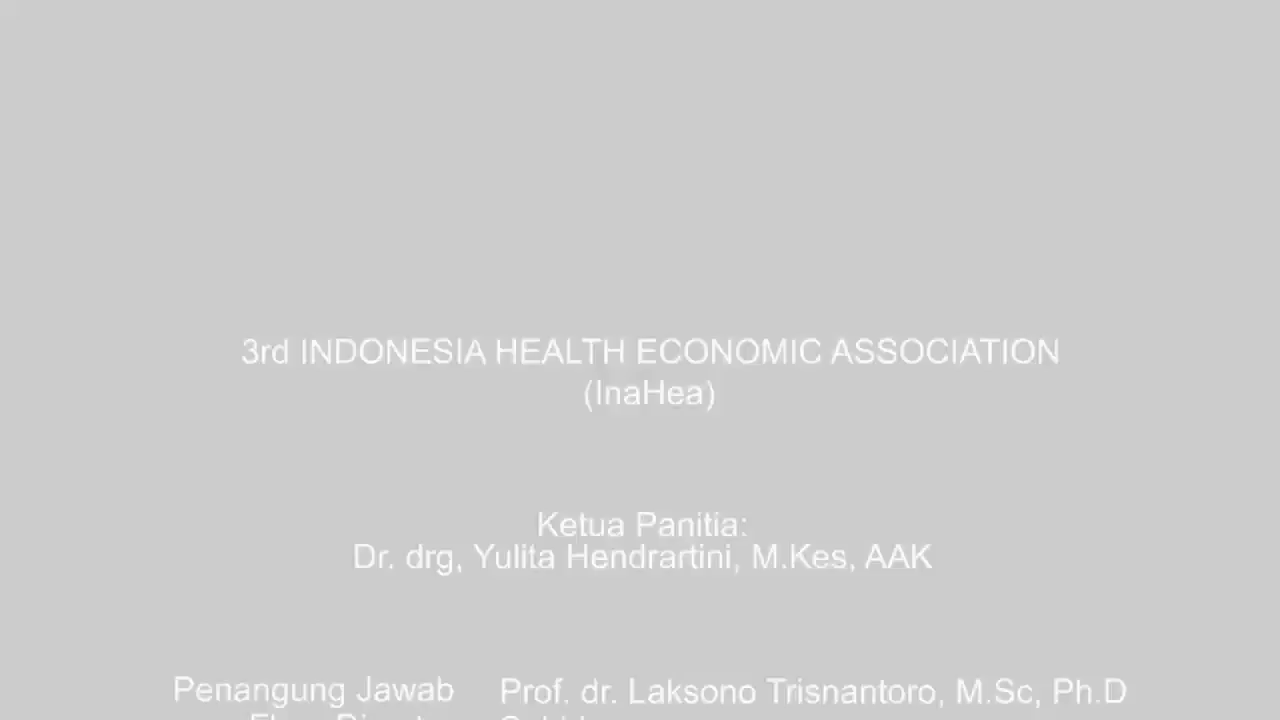 3rd INDONESIA HEALTH ECONOMIC ASSOCIATION
(InaHea)
Ketua Panitia:
Dr. drg, Yulita Hendrartini, M.Kes, AAK
Penangung Jawab Prof. dr. Laksono Trisnantoro, M.Sc, Ph.D